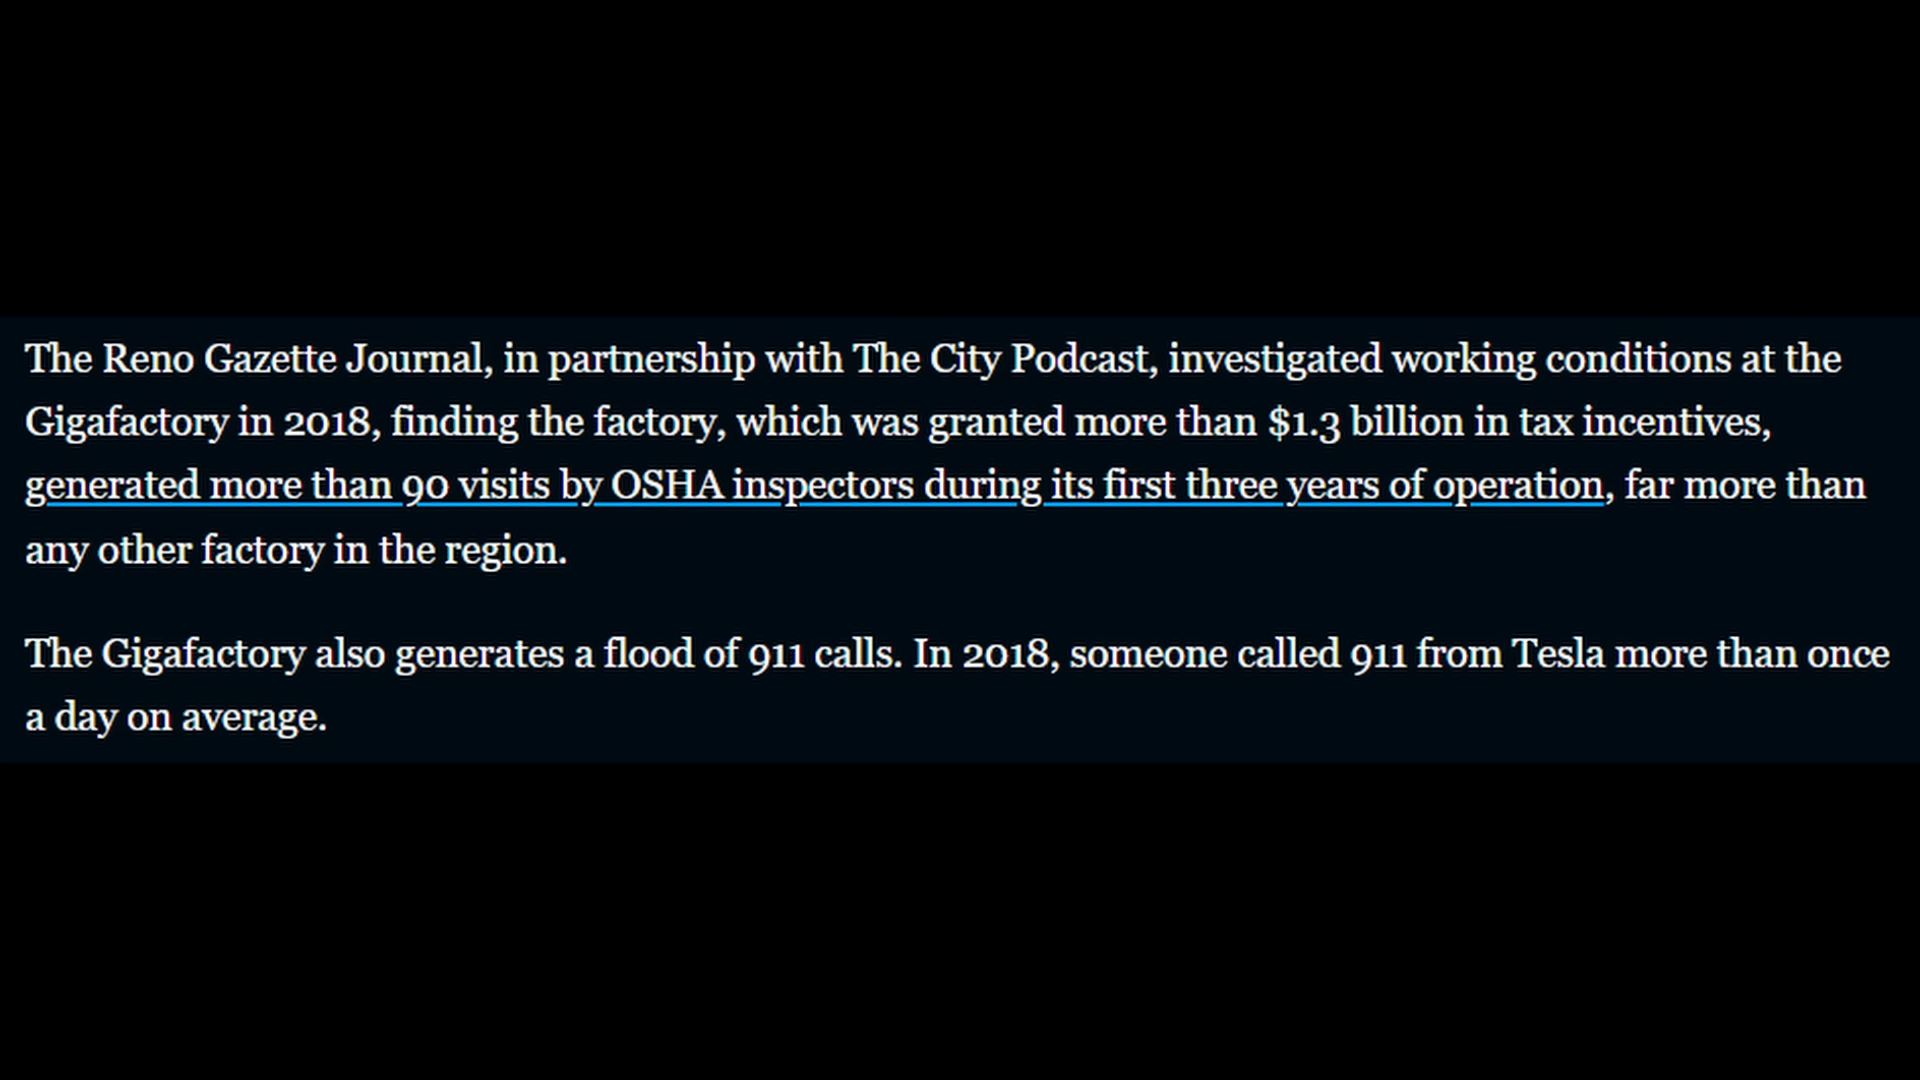 The Reno Gazette Journal, in partnership with The City Podcast, investigated working conditions at the
Gigafactory in 2018, finding the factory, which was granted more than $1.3 billion in tax incentives,
generated more than 90 visits by OSHA inspectors during its first three years of operation, far more than
any other factory in the region.
The Gigafactory also generates a flood of 911 calls. In 2018, someone called 911 from Tesla more than once
a day on average.